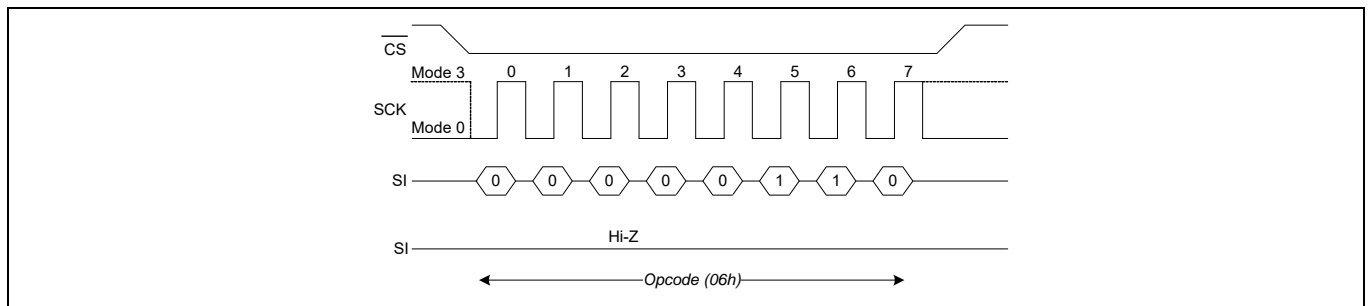 CS
Mode 3 0 1 2 3 4 5 6 7
SCK
Mode 0
SI 0 0 0 0 0 1 1 0
Hi-Z
SI
Opcode (06h)